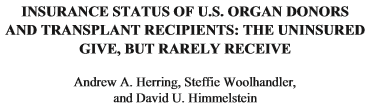 INSURANCE STATUS OF U.S. ORGAN DONORS
AND TRANSPLANT RECIPIENTS: THE UNINSURED
GIVE, BUT RARELY RECEIVE
Andrew A. Herring, Steffie Woolhandler,
and David U. Himmelstein